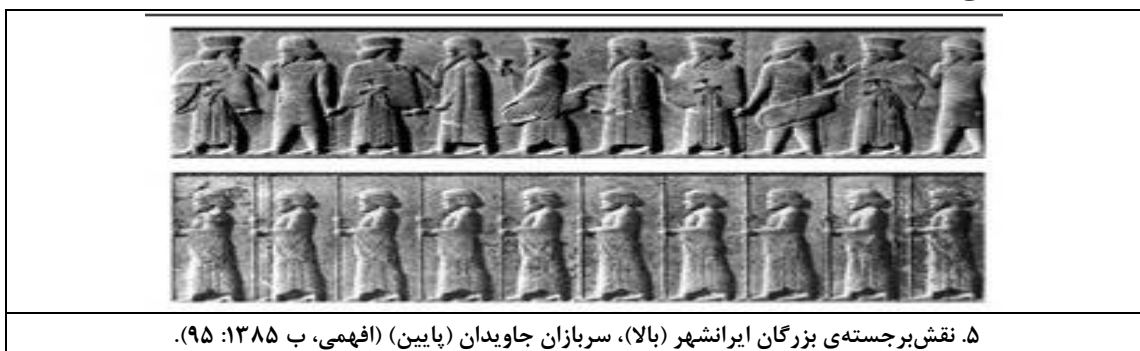 ۵. نقش‌برجسته‌ی بزرگان ایرانشهر (بالا)، سربازان جاویدان (پایین) (افهمی، ب ۱۳۸۵: ۹۵).